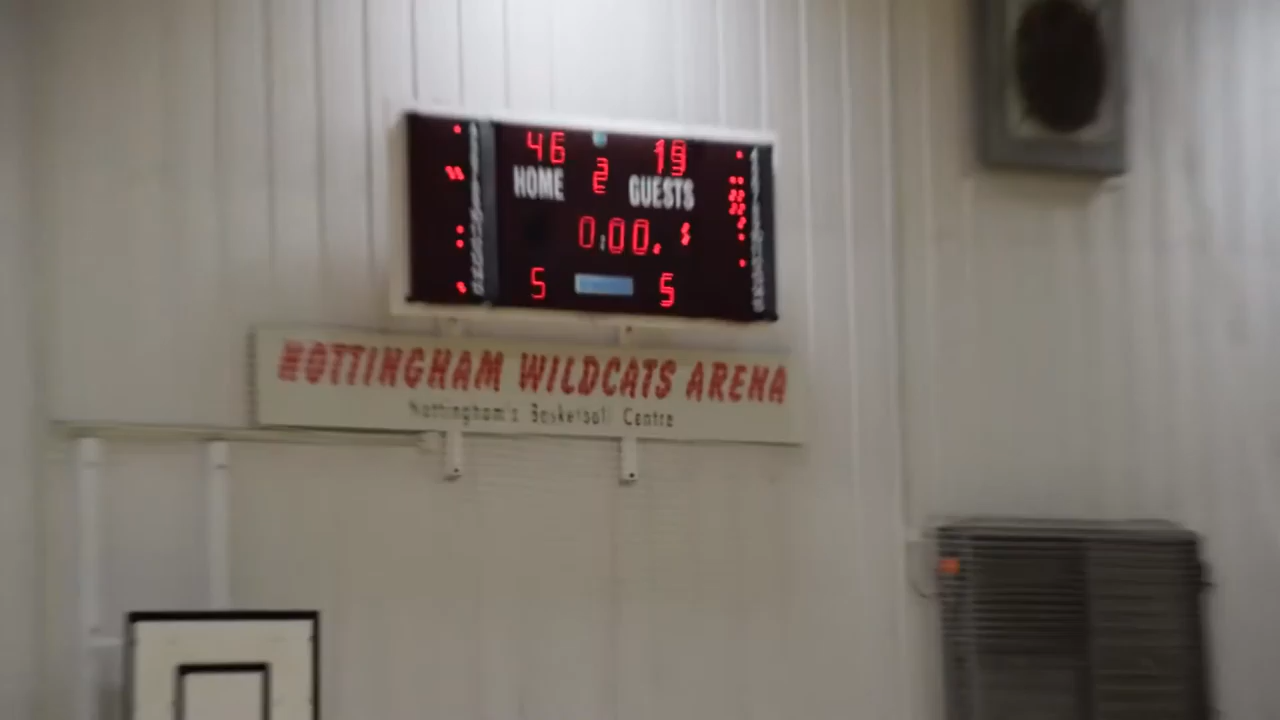 46 19
HOME 2 GUESTS
0:00.
5 5
NOTTINGHAM WILDCATS ARENA
Nottingham's Basketball Centre